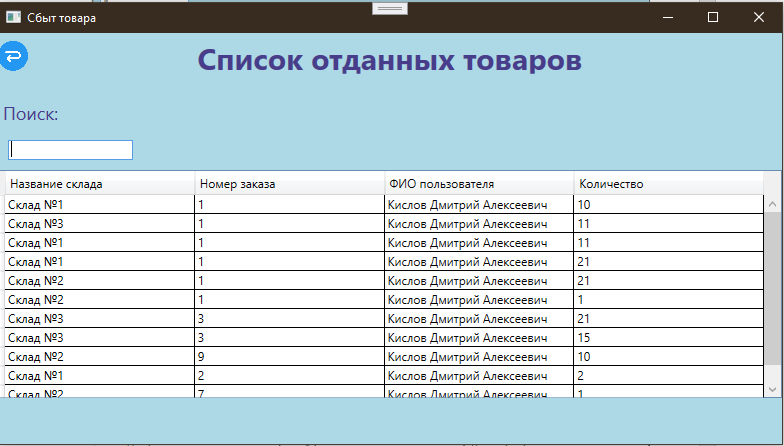 Сбыт товара
Список отданных товаров
Поиск:
Название склада Номер заказа ФИО пользователя Количество
Склад №1 1 Кислов Дмитрий Алексеевич 10
Склад №3 1 Кислов Дмитрий Алексеевич 11
Склад №1 1 Кислов Дмитрий Алексеевич 11
Склад №1 1 Кислов Дмитрий Алексеевич 21
Склад №2 1 Кислов Дмитрий Алексеевич 21
Склад №2 1 Кислов Дмитрий Алексеевич 1
Склад №3 3 Кислов Дмитрий Алексеевич 21
Склад №3 3 Кислов Дмитрий Алексеевич 15
Склад №2 9 Кислов Дмитрий Алексеевич 10
Склад №1 2 Кислов Дмитрий Алексеевич 2
Склад №2 7 Кислов Дмитрий Алексеевич 1